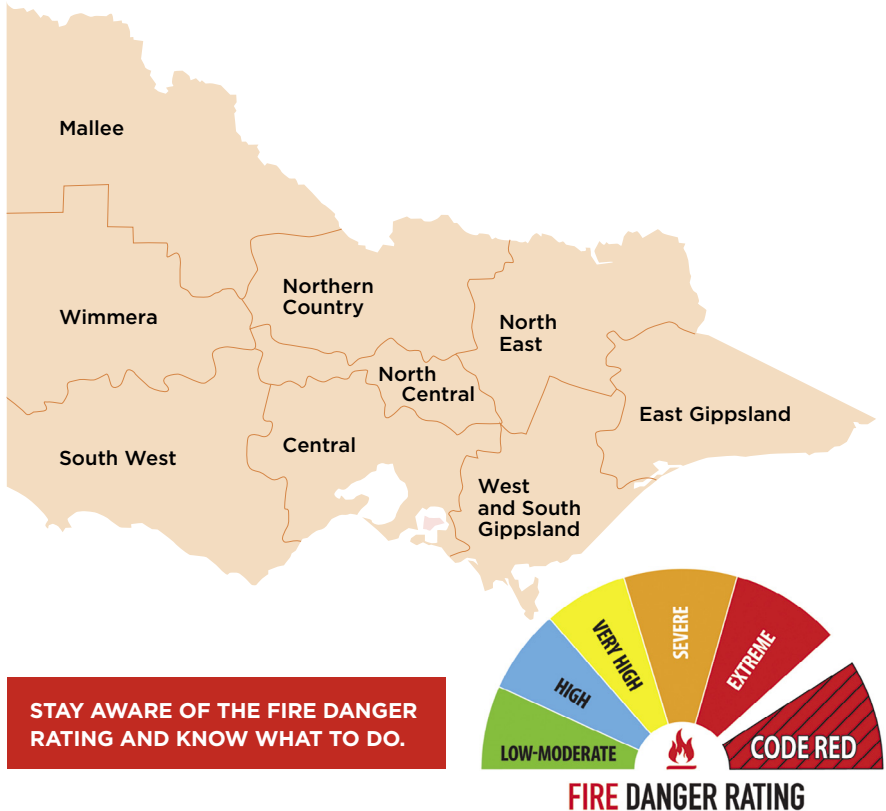 Mallee
Wimmera
Northern
Country
North
East
North
Central
East Gippsland
South West
Central
West
and South
Gippsland
STAY AWARE OF THE FIRE DANGER
RATING AND KNOW WHAT TO DO.
LOW-MODERATE
HIGH
VERY HIGH
SEVERE
EXTREME
CODE RED
FIRE DANGER RATING